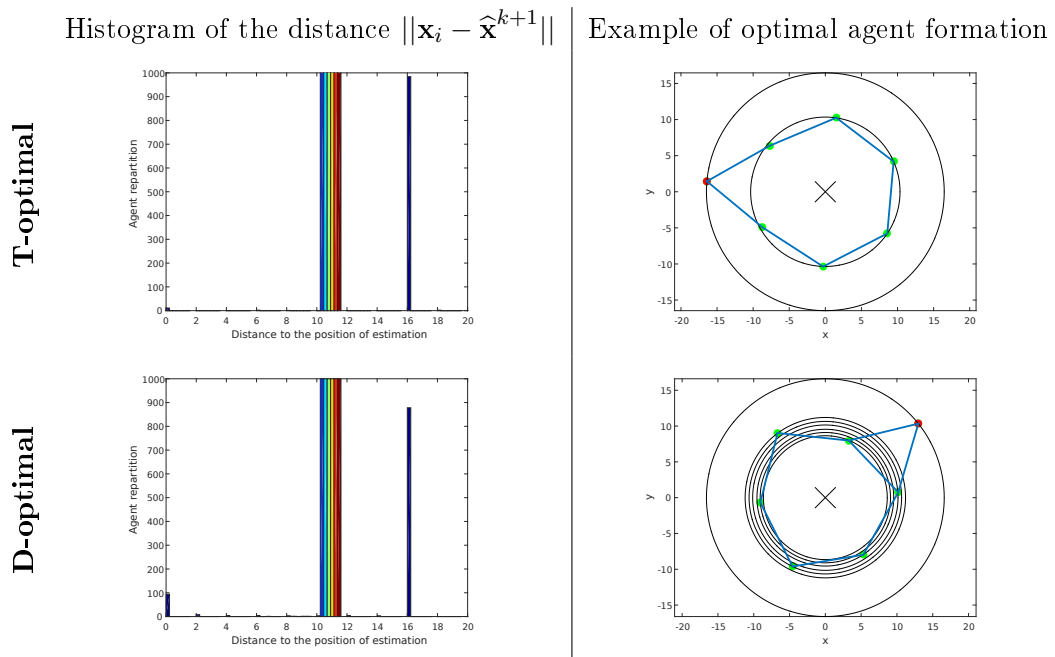 Histogram of the distance ||x_i − x̂^{k+1}||
Example of optimal agent formation
T-optimal
Agent repartition
1000
900
800
700
600
500
400
300
200
100
0
0 2 4 6 8 10 12 14 16 18 20
Distance to the position of estimation
y
15
10
5
0
-5
-10
-15
-20 -15 -10 -5 0 5 10 15 20
x
D-optimal
Agent repartition
1000
900
800
700
600
500
400
300
200
100
0
0 2 4 6 8 10 12 14 16 18 20
Distance to the position of estimation
y
15
10
5
0
-5
-10
-15
-20 -15 -10 -5 0 5 10 15 20
x